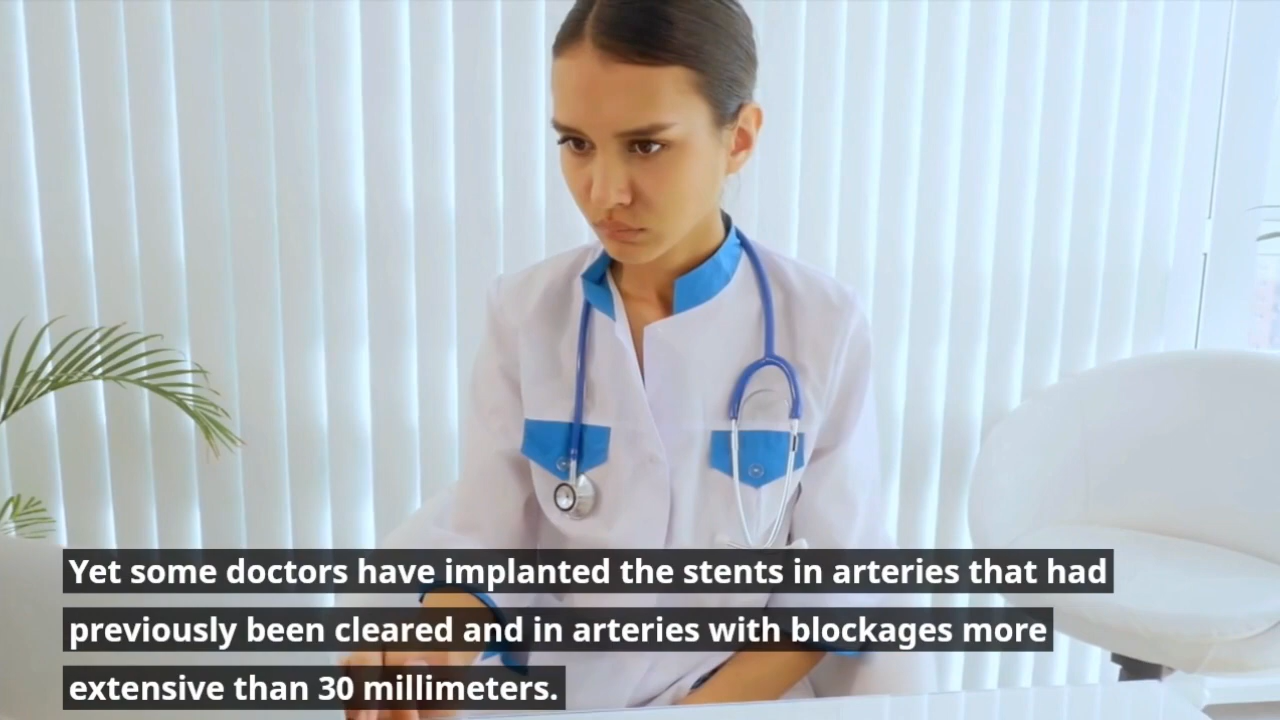 Yet some doctors have implanted the stents in arteries that had
previously been cleared and in arteries with blockages more
extensive than 30 millimeters.